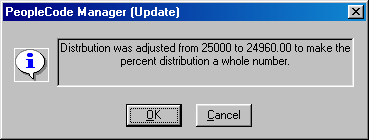 PeopleCode Manager (Update)
Distrbution was adjusted from 25000 to 24960.00 to make the
percent distribution a whole number.
OK
Cancel